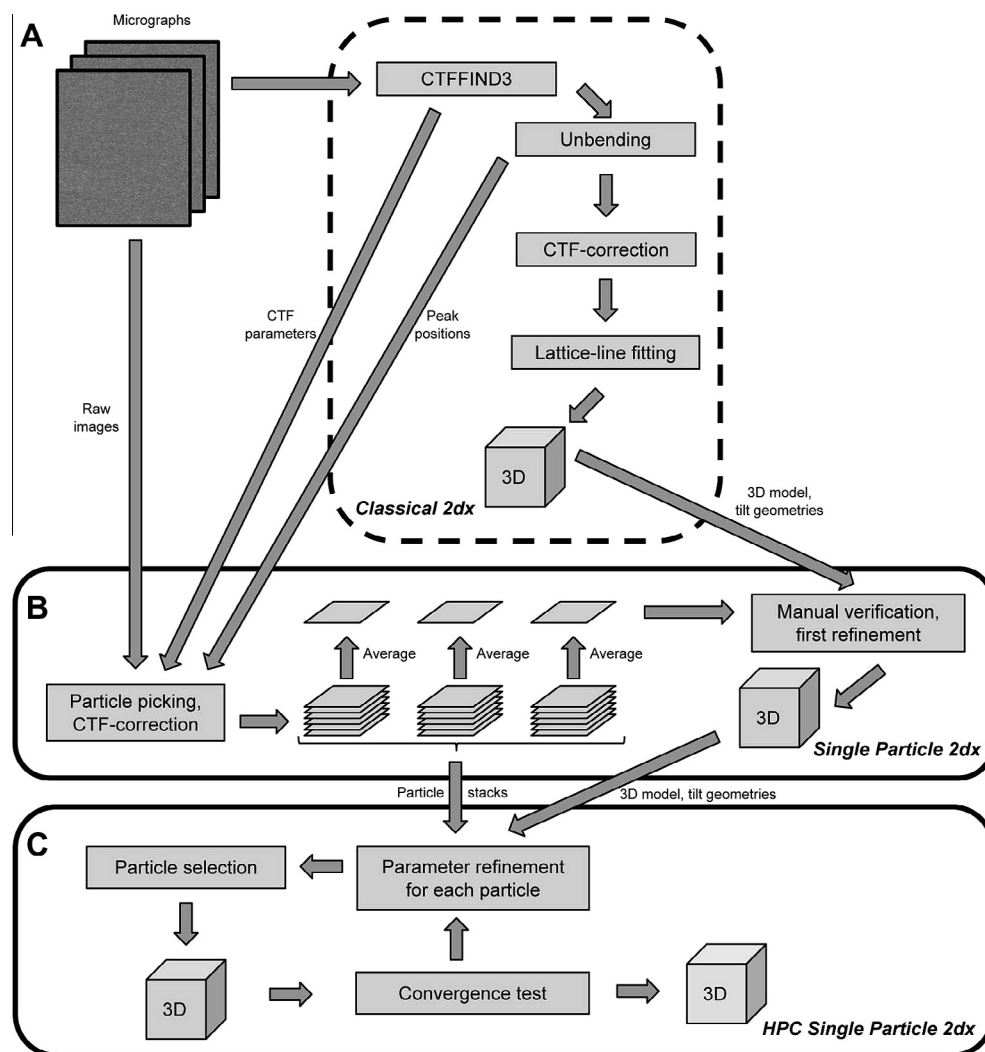 A
Micrographs
CTFFIND3
Unbending
CTF-correction
Lattice-line fitting
3D
Classical 2dx
CTF
parameters
Peak
positions
Raw
images
3D model,
tilt geometries
B
Particle picking,
CTF-correction
Average
Average
Average
Manual verification,
first refinement
3D
Single Particle 2dx
Particle stacks
3D model, tilt geometries
C
Particle selection
Parameter refinement
for each particle
3D
Convergence test
3D
HPC Single Particle 2dx